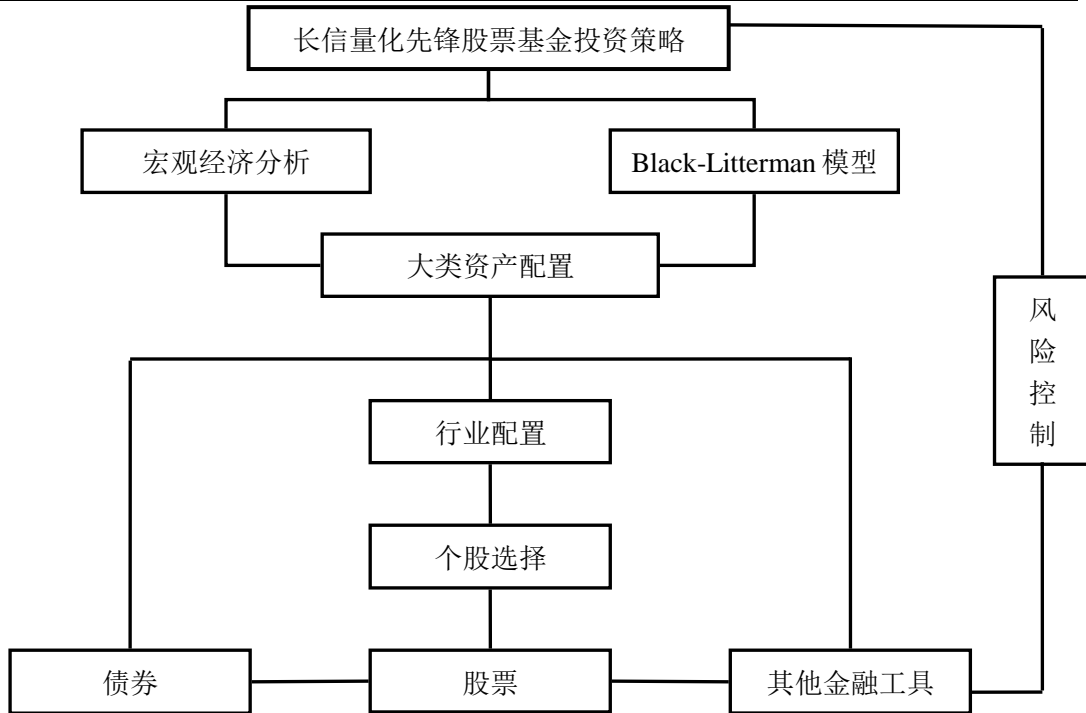 长信量化先锋股票基金投资策略
宏观经济分析
Black-Litterman 模型
大类资产配置
风
险
控
制
行业配置
个股选择
债券
股票
其他金融工具